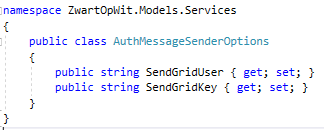 namespace ZwartOpWit.Models.Services
{
public class AuthMessageSenderOptions
{
public string SendGridUser { get; set; }
public string SendGridKey { get; set; }
}
}